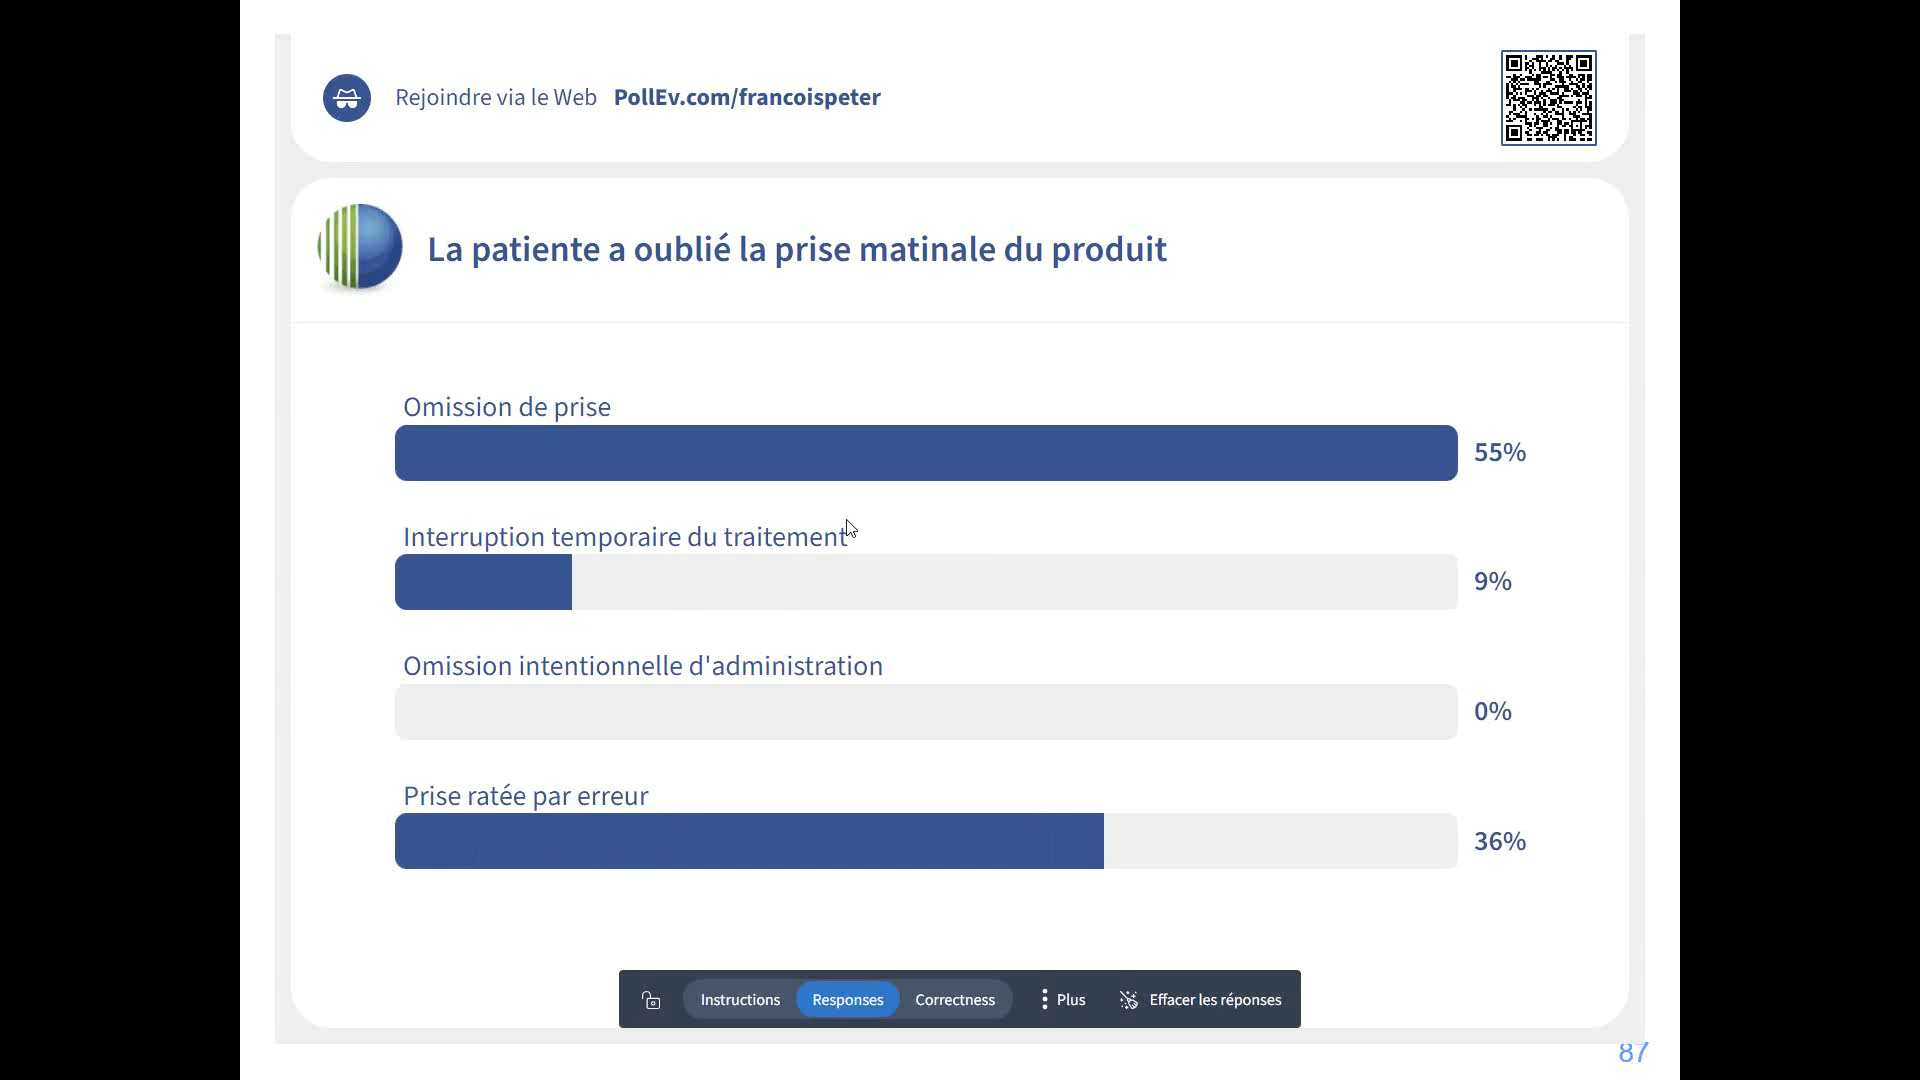 Rejoindre via le Web PollEv.com/francoispeter
La patiente a oublié la prise matinale du produit
Omission de prise
55%
Interruption temporaire du traitement
9%
Omission intentionnelle d'administration
0%
Prise ratée par erreur
36%
Instructions Responses Correctness Plus Effacer les réponses
87